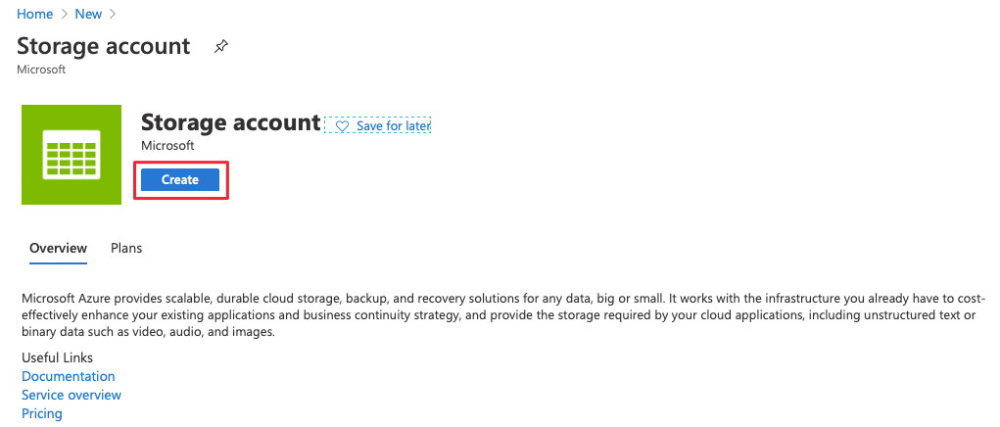 Home > New >
Storage account
Microsoft
Storage account Save for later
Microsoft
Create
Overview Plans
Microsoft Azure provides scalable, durable cloud storage, backup, and recovery solutions for any data, big or small. It works with the infrastructure you already have to cost-
effectively enhance your existing applications and business continuity strategy, and provide the storage required by your cloud applications, including unstructured text or
binary data such as video, audio, and images.
Useful Links
Documentation
Service overview
Pricing